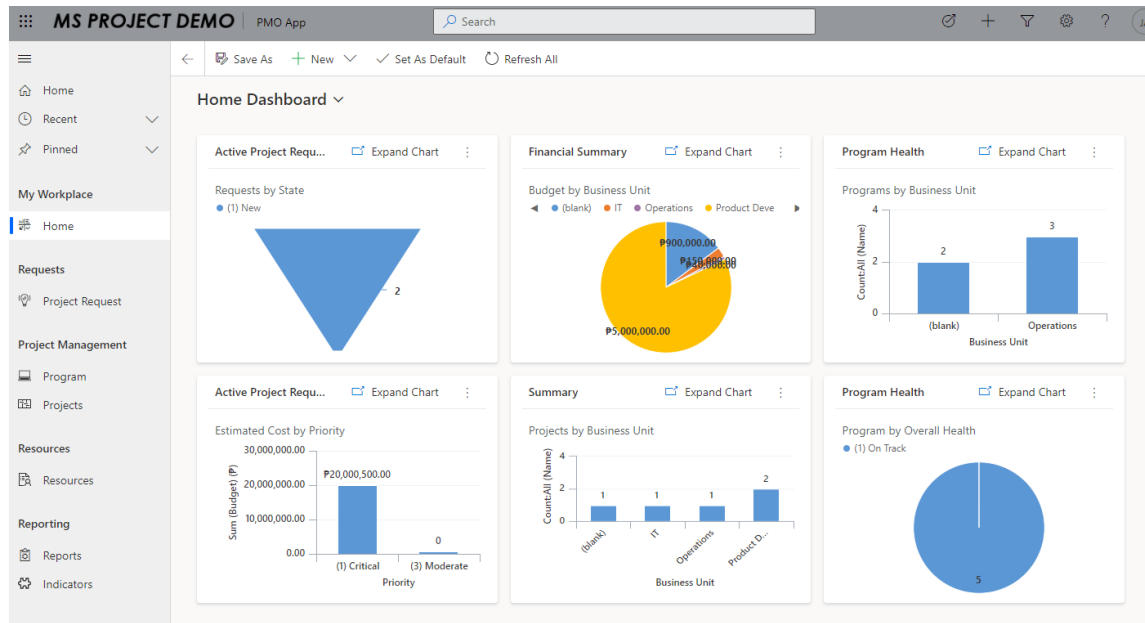 MS PROJECT DEMO PMO App Search ?
Save As New Set As Default Refresh All
Home
Recent
Pinned
My Workplace
Home
Requests
Project Request
Project Management
Program
Projects
Resources
Resources
Reporting
Reports
Indicators
Home Dashboard
Active Project Requ... Expand Chart
Requests by State
(1) New
2
Financial Summary Expand Chart
Budget by Business Unit
(blank) IT Operations Product Deve
₱900,000.00
₱150,000.00
₱40,000.00
₱5,000,000.00
Program Health Expand Chart
Programs by Business Unit
Count:All (Name)
4
2
0
2
3
(blank) Operations
Business Unit
Active Project Requ... Expand Chart
Estimated Cost by Priority
Sum (Budget) (₱)
30,000,000.00
20,000,000.00
10,000,000.00
0.00
₱20,000,500.00
0
(1) Critical (3) Moderate
Priority
Summary Expand Chart
Projects by Business Unit
Count:All (Name)
4
2
0
1 1 1 2
(blank) IT Operations Product D...
Business Unit
Program Health Expand Chart
Program by Overall Health
(1) On Track
5